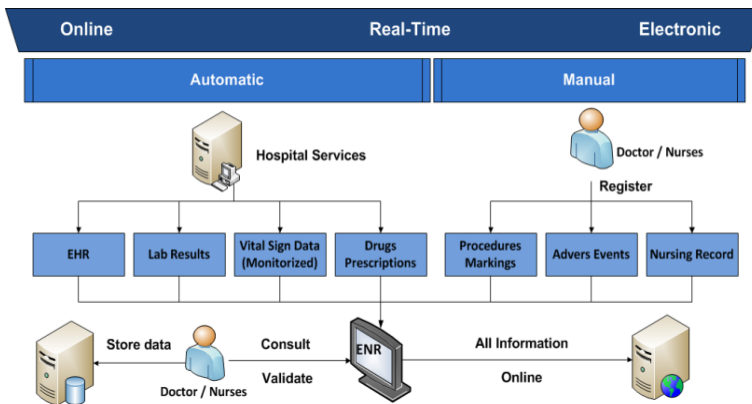 Online Real-Time Electronic
Automatic Manual
Hospital Services
Doctor / Nurses
Register
EHR
Lab Results
Vital Sign Data
(Monitorized)
Drugs
Prescriptions
Procedures
Markings
Advers Events
Nursing Record
Store data
Doctor / Nurses
Consult
Validate
ENR
All Information
Online